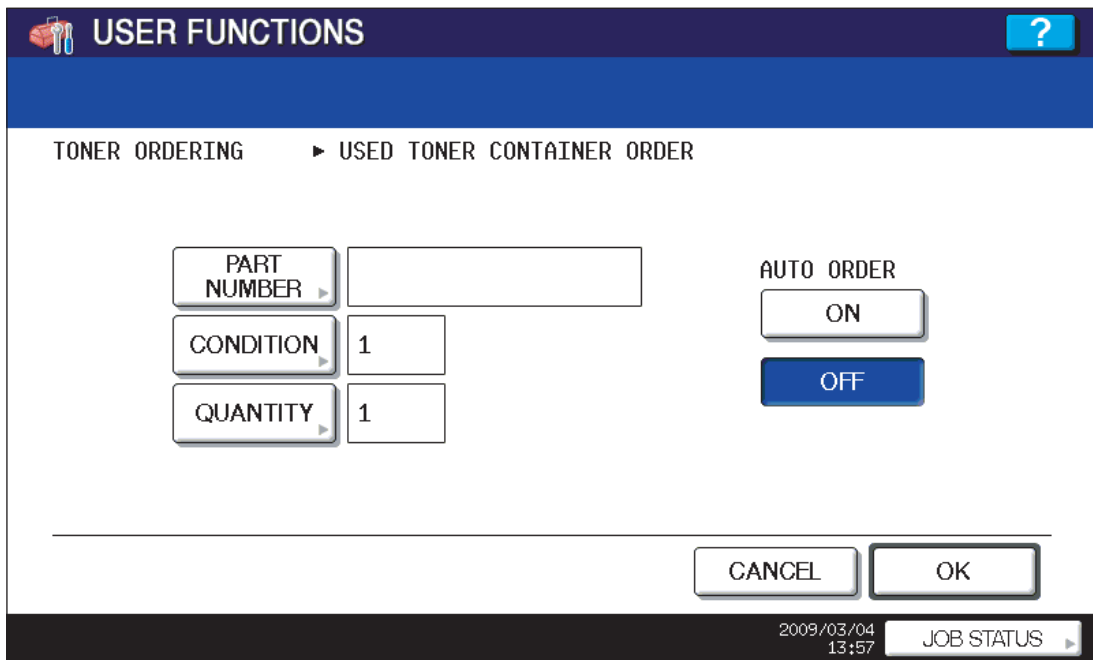 USER FUNCTIONS
?
TONER ORDERING ▶ USED TONER CONTAINER ORDER
PART
NUMBER
AUTO ORDER
ON
CONDITION 1
OFF
QUANTITY 1
CANCEL OK
2009/03/04
13:57
JOB STATUS